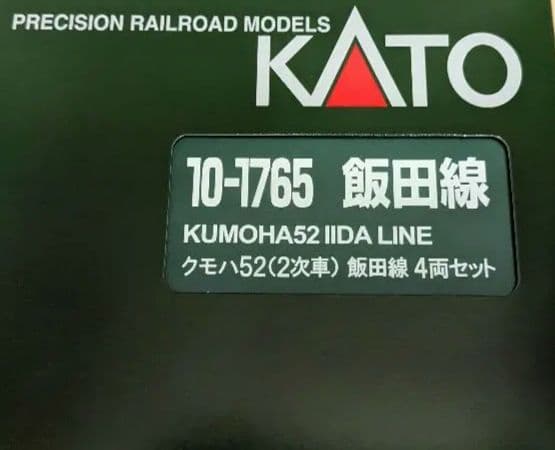 PRECISION RAILROAD MODELS
KATO
10-1765 飯田線
KUMOHA52 IIDA LINE
クモハ52(2次車) 飯田線 4両セット